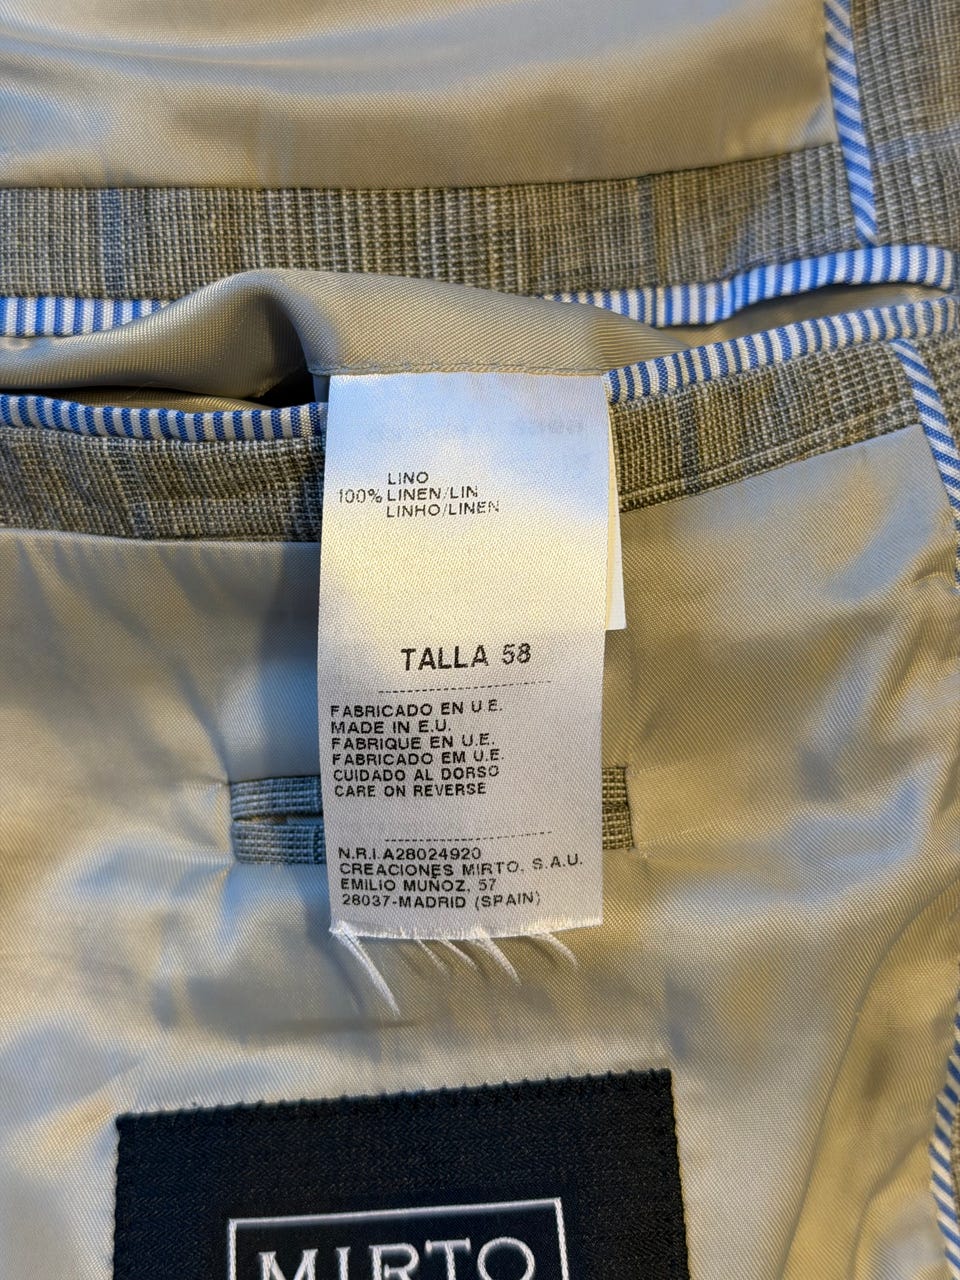 LINO
100% LINEN/LIN
LINHO/LINEN
TALLA 58
FABRICADO EN U.E.
MADE IN E.U.
FABRIQUE EN U.E.
FABRICADO EM U.E.
CUIDADO AL DORSO
CARE ON REVERSE
N.R.I.A28024920
CREACIONES MIRTO, S.A.U.
EMILIO MUÑOZ, 57
28037-MADRID (SPAIN)
MIRTO